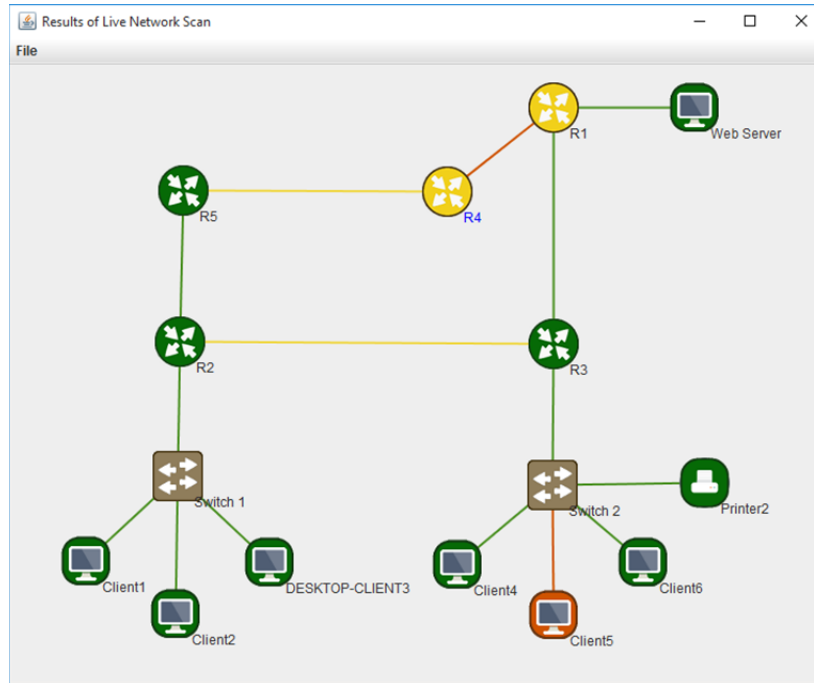 Results of Live Network Scan
File
R1
Web Server
R5
R4
R2
R3
Switch 1
Switch 2
Printer2
Client1
DESKTOP-CLIENT3
Client4
Client6
Client2
Client5